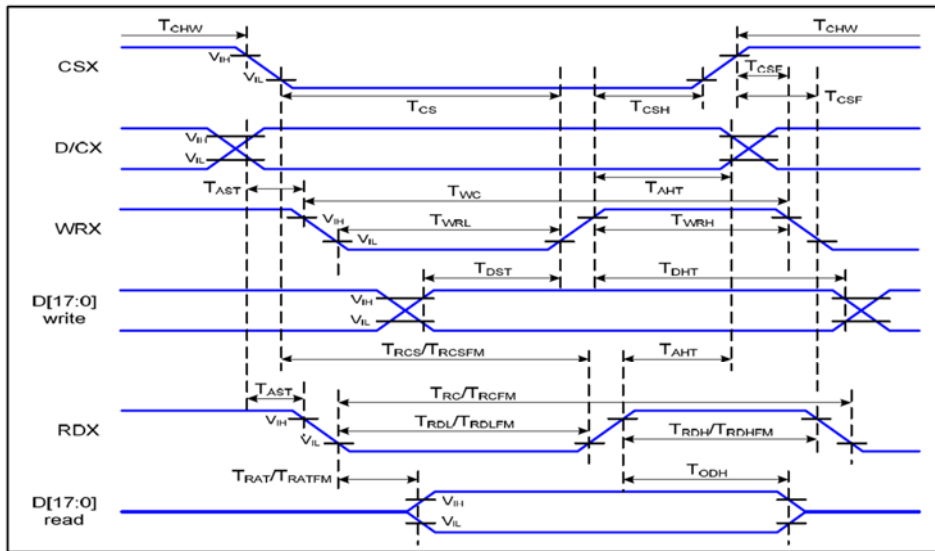 TCHW TCHW
CSX VIH VIL TCSF
TCS TCSH TCSF
D/CX VIH VIL
TAST TWC TAHT
WRX VIH VIL TWRL TWRH
TDST TDHT
D[17:0] write VIH VIL
TRCS/TRCSFM TAHT
TAST TRC/TRCFM
RDX VIH VIL TRDL/TRDLFM TRDH/TRDHFM
TRAT/TRATFM TODH
D[17:0] read VIH VIL